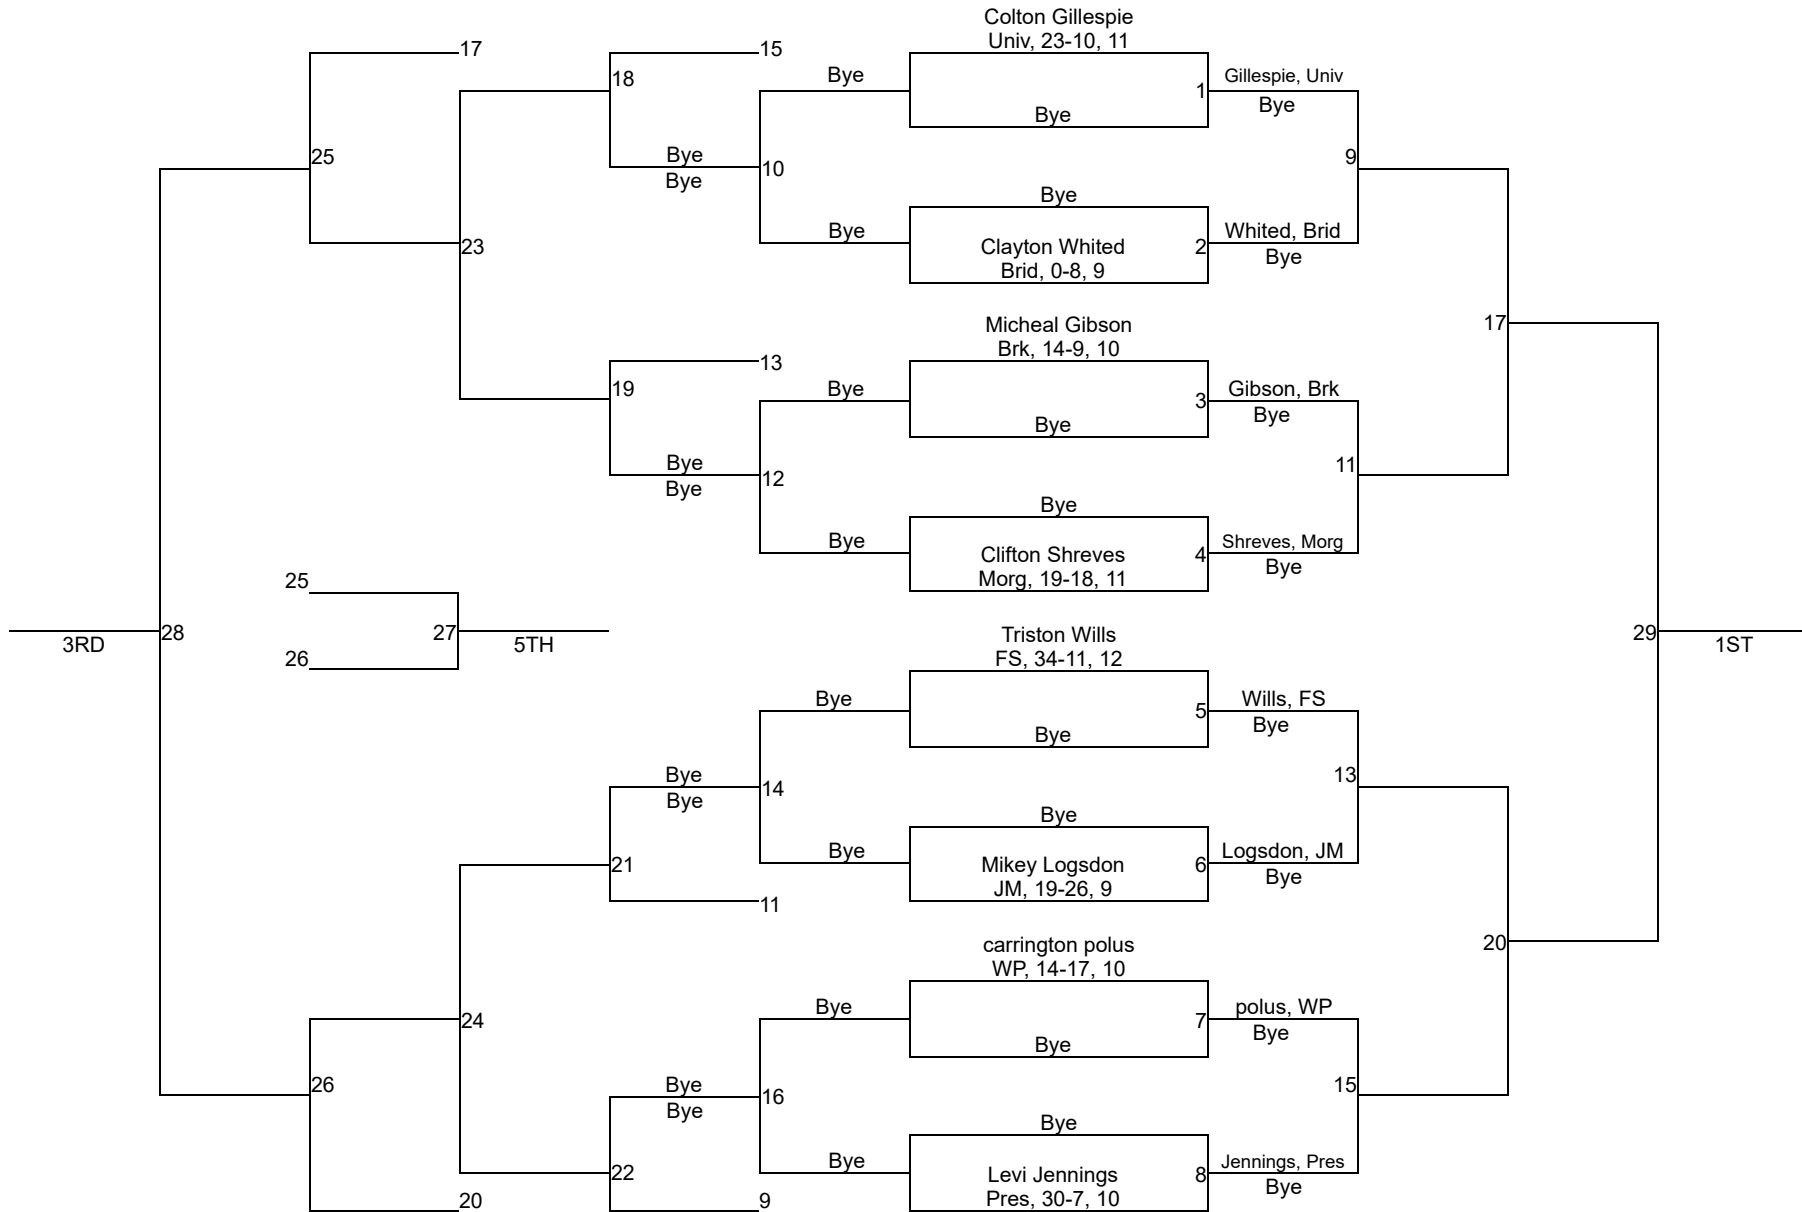 Colton Gillespie
Univ, 23-10, 11
17
15
18
Bye
1
Gillespie, Univ
Bye
Bye
25
Bye
Bye
10
9
Bye
23
Bye
Clayton Whited
Brid, 0-8, 9
2
Whited, Brid
Bye
Micheal Gibson
Brk, 14-9, 10
17
13
19
Bye
3
Gibson, Brk
Bye
Bye
Bye
Bye
12
11
Bye
Bye
Clifton Shreves
Morg, 19-18, 11
4
Shreves, Morg
Bye
25
3RD
28
27
5TH
26
Triston Wills
FS, 34-11, 12
29
1ST
Bye
5
Wills, FS
Bye
Bye
Bye
Bye
14
13
Bye
21
Bye
Mikey Logsdon
JM, 19-26, 9
6
Logsdon, JM
Bye
11
carrington polus
WP, 14-17, 10
20
24
Bye
7
polus, WP
Bye
Bye
26
Bye
Bye
16
15
Bye
22
Bye
Levi Jennings
Pres, 30-7, 10
8
Jennings, Pres
Bye
20
9